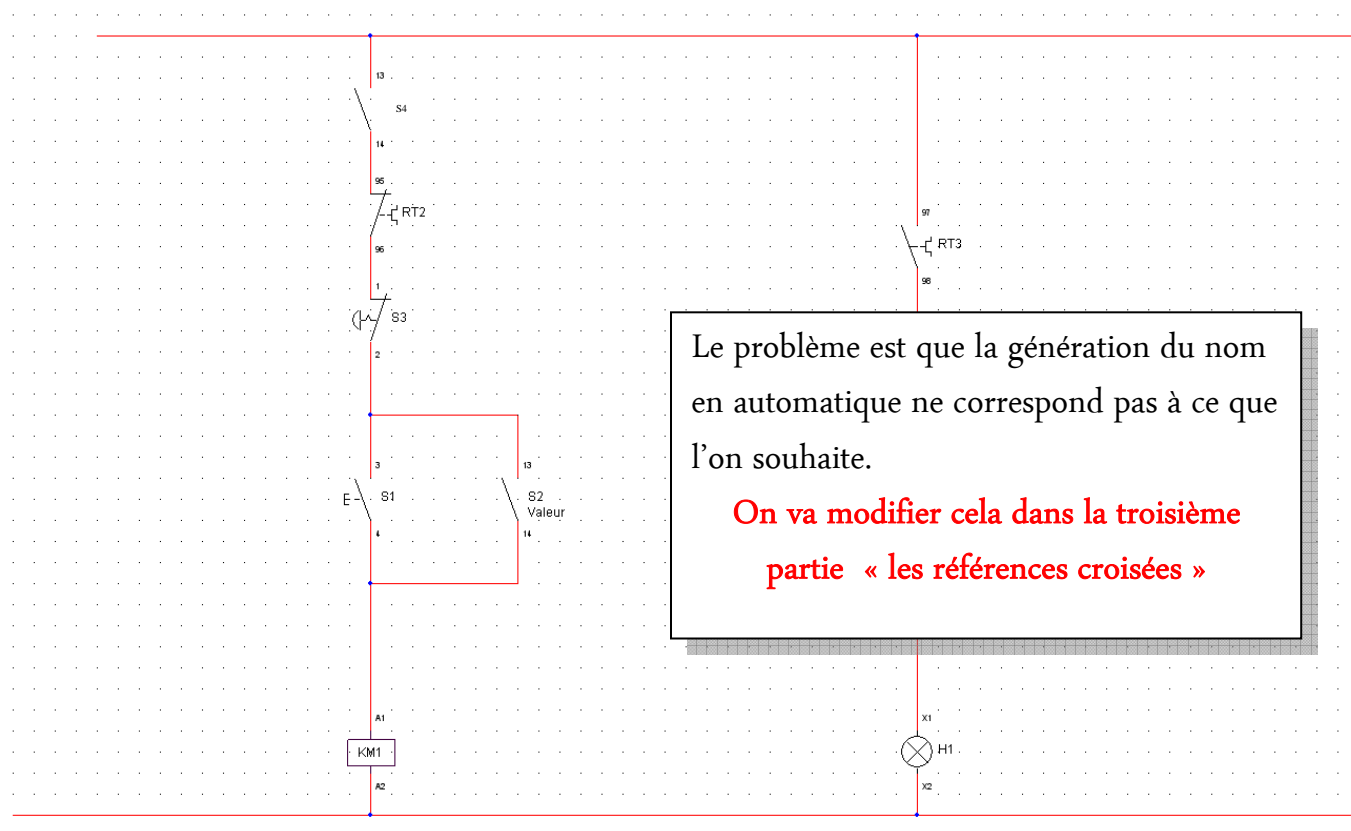 13
S4
14
95
RT2
96
1
S3
2
3
E
S1
4
13
S2
Valeur
14
A1
KM1
A2
97
RT3
98
Le problème est que la génération du nom
en automatique ne correspond pas à ce que
l'on souhaite.
On va modifier cela dans la troisième
partie « les références croisées »
X1
H1
X2